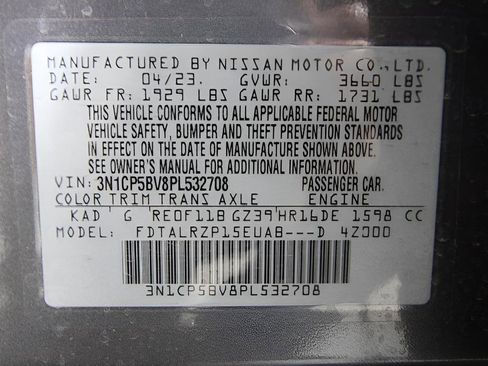 MANUFACTURED BY NISSAN MOTOR CO., LTD.
DATE: 04/23. GVWR: 3660 LBS
GAWR FR: 1929 LBS GAWR RR: 1731 LBS
THIS VEHICLE CONFORMS TO ALL APPLICABLE FEDERAL MOTOR
VEHICLE SAFETY, BUMPER AND THEFT PREVENTION STANDARDS
IN EFFECT ON THE DATE OF MANUFACTURE SHOWN ABOVE.
SEE OWNER'S MANUAL FOR ADDITIONAL INFORMATION.
VIN: 3N1CP5BV8PL532708 PASSENGER CAR.
COLOR TRIM TRANS AXLE ENGINE
KAD G RE0F11B GZ39 HR16DE 1598 CC
MODEL: FDTALRZP15EUAB---D 4Z000
3N1CP5BV8PL532708